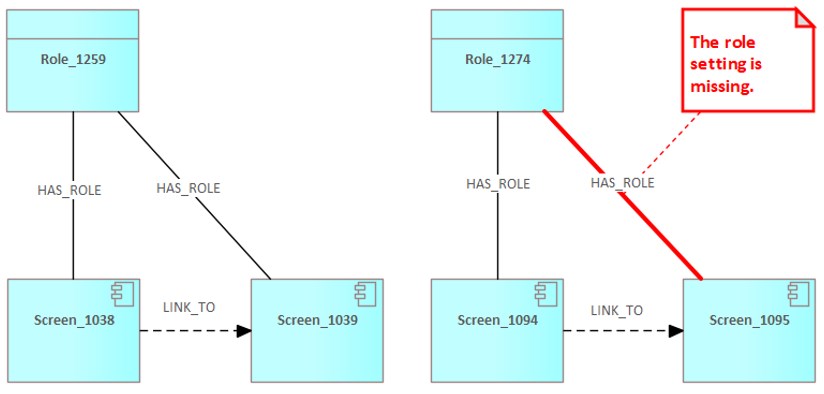 Role_1259
Role_1274
The role
setting is
missing.
HAS_ROLE
HAS_ROLE
HAS_ROLE
HAS_ROLE
Screen_1038
LINK_TO
Screen_1039
Screen_1094
LINK_TO
Screen_1095